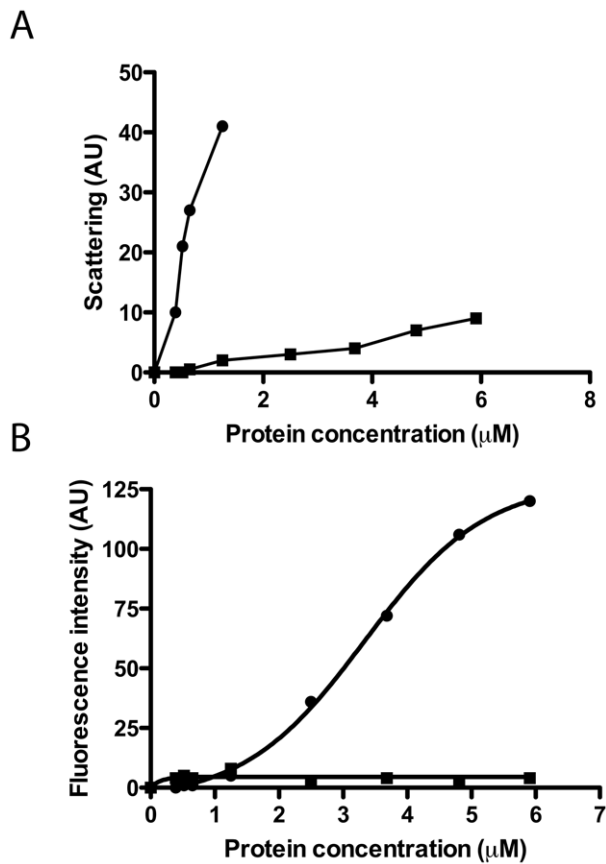 A
50
40
30
20
10
0
Scattering (AU)
0 2 4 6 8
Protein concentration (μM)
B
125
100
75
50
25
0
Fluorescence intensity (AU)
0 1 2 3 4 5 6 7
Protein concentration (μM)